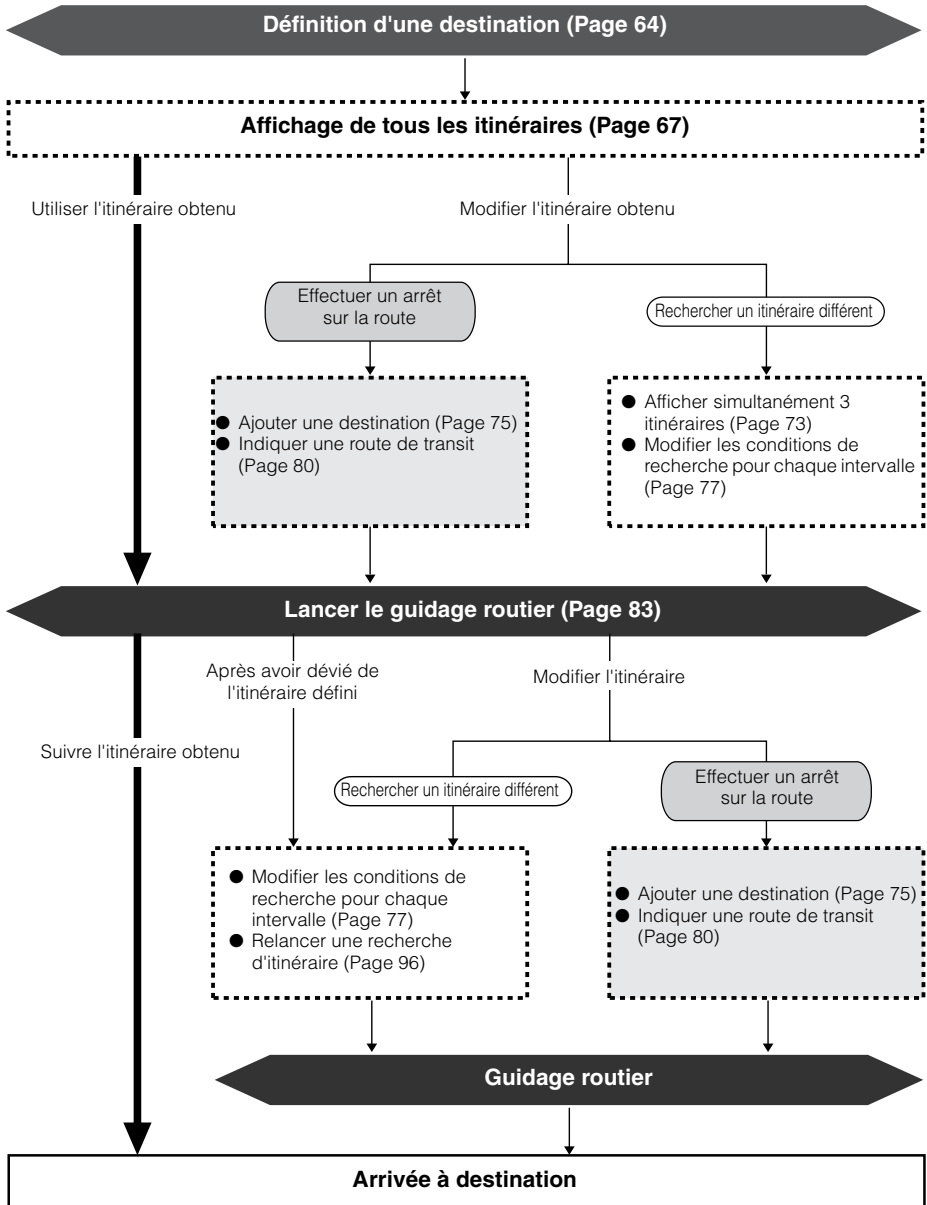 Définition d'une destination (Page 64)
Affichage de tous les itinéraires (Page 67)
Utiliser l'itinéraire obtenu
Modifier l'itinéraire obtenu
Effectuer un arrêt
sur la route
Rechercher un itinéraire différent
● Ajouter une destination (Page 75)
● Indiquer une route de transit
(Page 80)
● Afficher simultanément 3
itinéraires (Page 73)
● Modifier les conditions de
recherche pour chaque intervalle
(Page 77)
Lancer le guidage routier (Page 83)
Après avoir dévié de
l'itinéraire défini
Modifier l'itinéraire
Suivre l'itinéraire obtenu
Rechercher un itinéraire différent
Effectuer un arrêt
sur la route
● Modifier les conditions de
recherche pour chaque
intervalle (Page 77)
● Relancer une recherche
d'itinéraire (Page 96)
● Ajouter une destination (Page 75)
● Indiquer une route de transit
(Page 80)
Guidage routier
Arrivée à destination